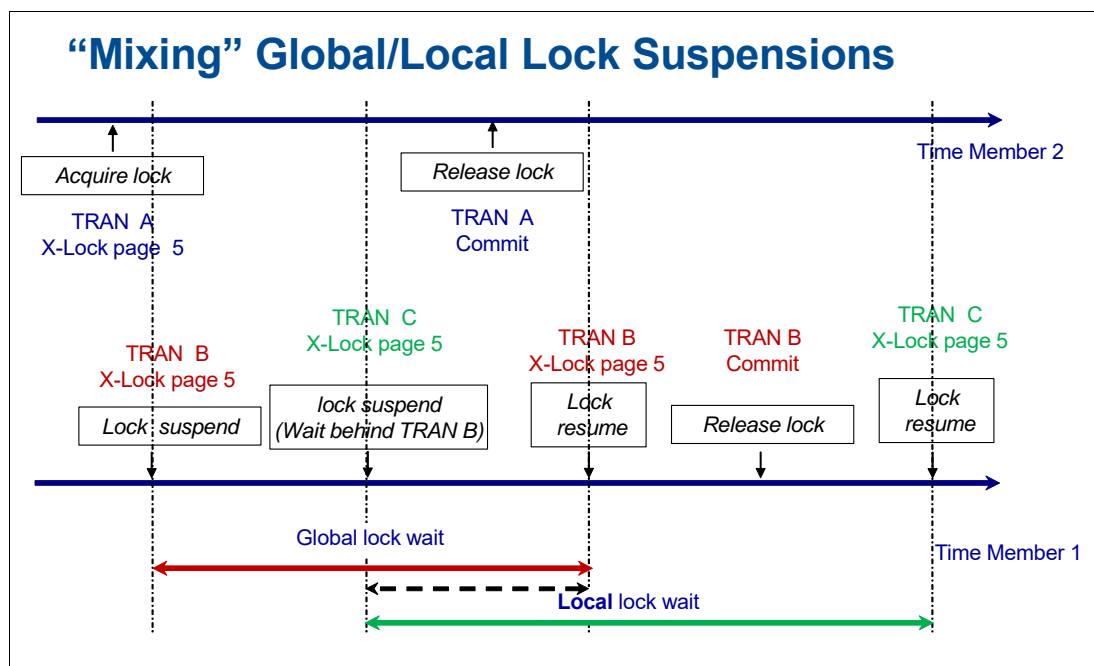 “Mixing” Global/Local Lock Suspensions
Time Member 2
Acquire lock
Release lock
TRAN A
X-Lock page 5
TRAN A
Commit
TRAN B
X-Lock page 5
TRAN C
X-Lock page 5
TRAN B
X-Lock page 5
TRAN B
Commit
TRAN C
X-Lock page 5
Lock suspend
lock suspend
(Wait behind TRAN B)
Lock
resume
Release lock
Lock
resume
Global lock wait
Time Member 1
Local lock wait